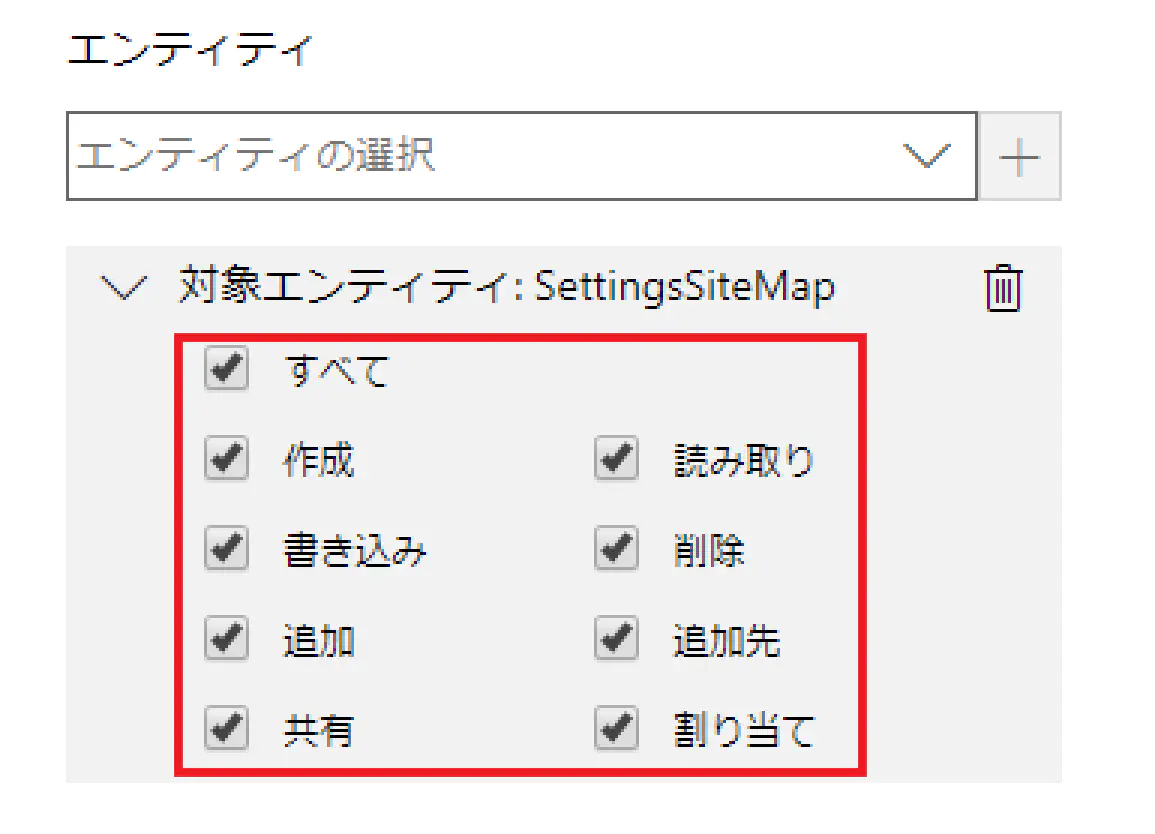 エンティティ
エンティティの選択
対象エンティティ: SettingsSiteMap
すべて
作成 読み取り
書き込み 削除
追加 追加先
共有 割り当て